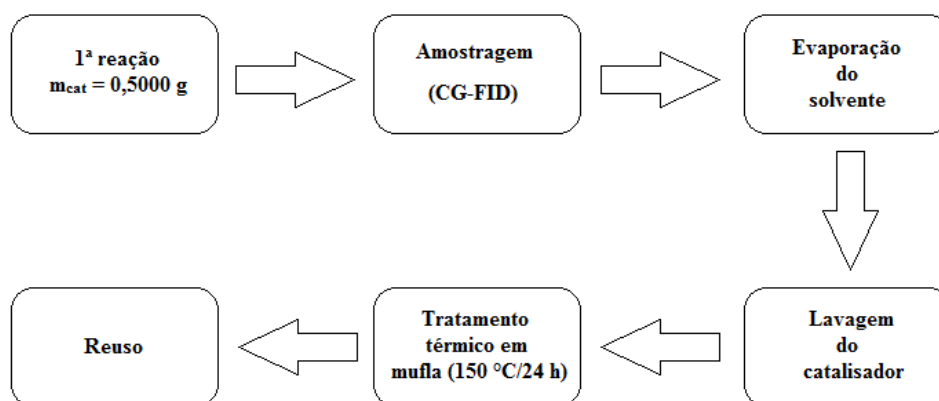 1ª reação
mcat = 0,5000 g
Amostragem
(CG-FID)
Evaporação
do
solvente
Lavagem
do
catalisador
Tratamento
térmico em
mufla (150 °C/24 h)
Reuso